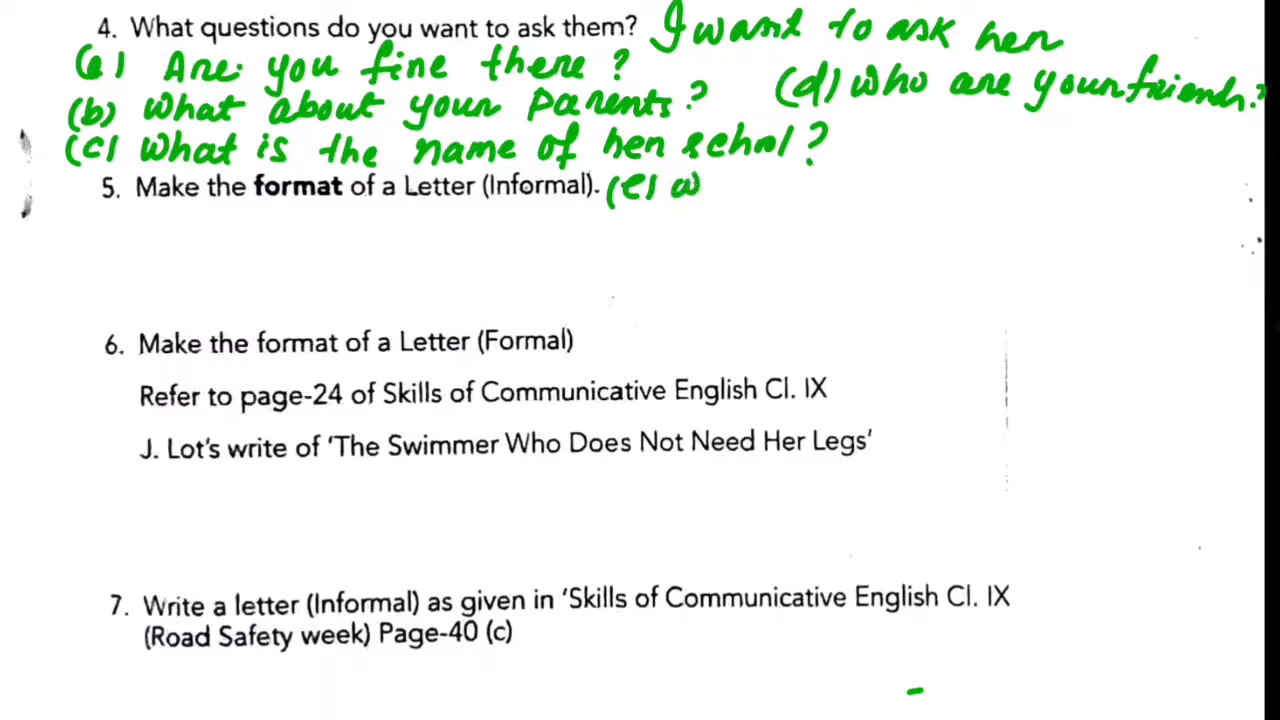 4. What questions do you want to ask them? I want to ask her
(a) Are you fine there?
(b) What about your parents? (d) who are your friends?
(c) What is the name of her school?
5. Make the format of a Letter (Informal). (e) w
6. Make the format of a Letter (Formal)
Refer to page-24 of Skills of Communicative English Cl. IX
J. Lot's write of 'The Swimmer Who Does Not Need Her Legs'
7. Write a letter (Informal) as given in 'Skills of Communicative English Cl. IX
(Road Safety week) Page-40 (c)